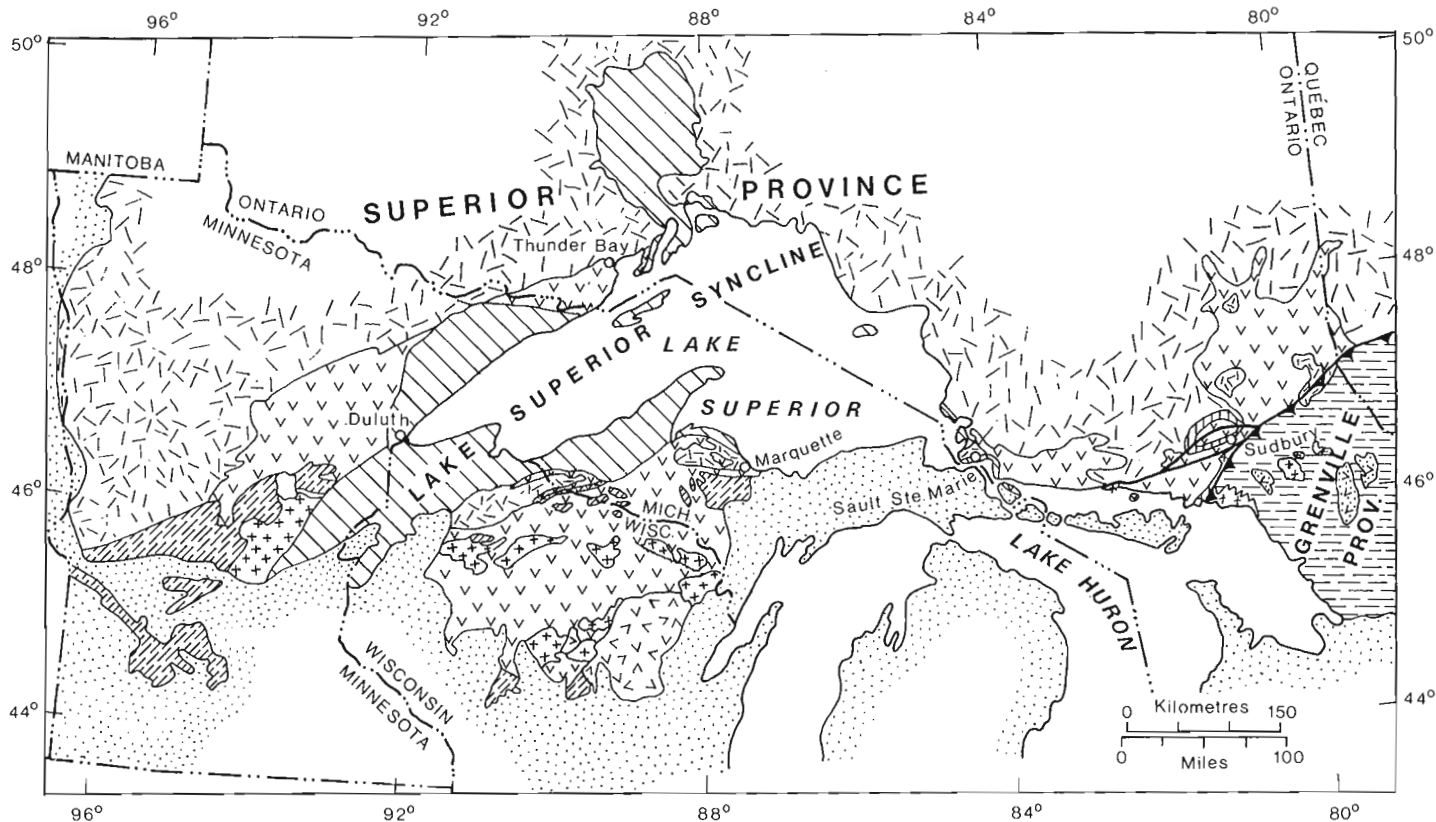 96° 92° 88° 84° 80°
50° 50°
QUÉBEC
ONTARIO
MANITOBA
ONTARIO
MINNESOTA
SUPERIOR PROVINCE
Thunder Bay
48° 48°
LAKE SUPERIOR SYNCLINE
LAKE
SUPERIOR
Duluth
Marquette
Sudbury
Sault Ste Marie
46° 46°
MICH
WISC
GRENVILLE
PROV.
LAKE HURON
WISCONSIN
MINNESOTA
44° 44°
0 Kilometres 150
0 Miles 100
96° 92° 88° 84° 80°